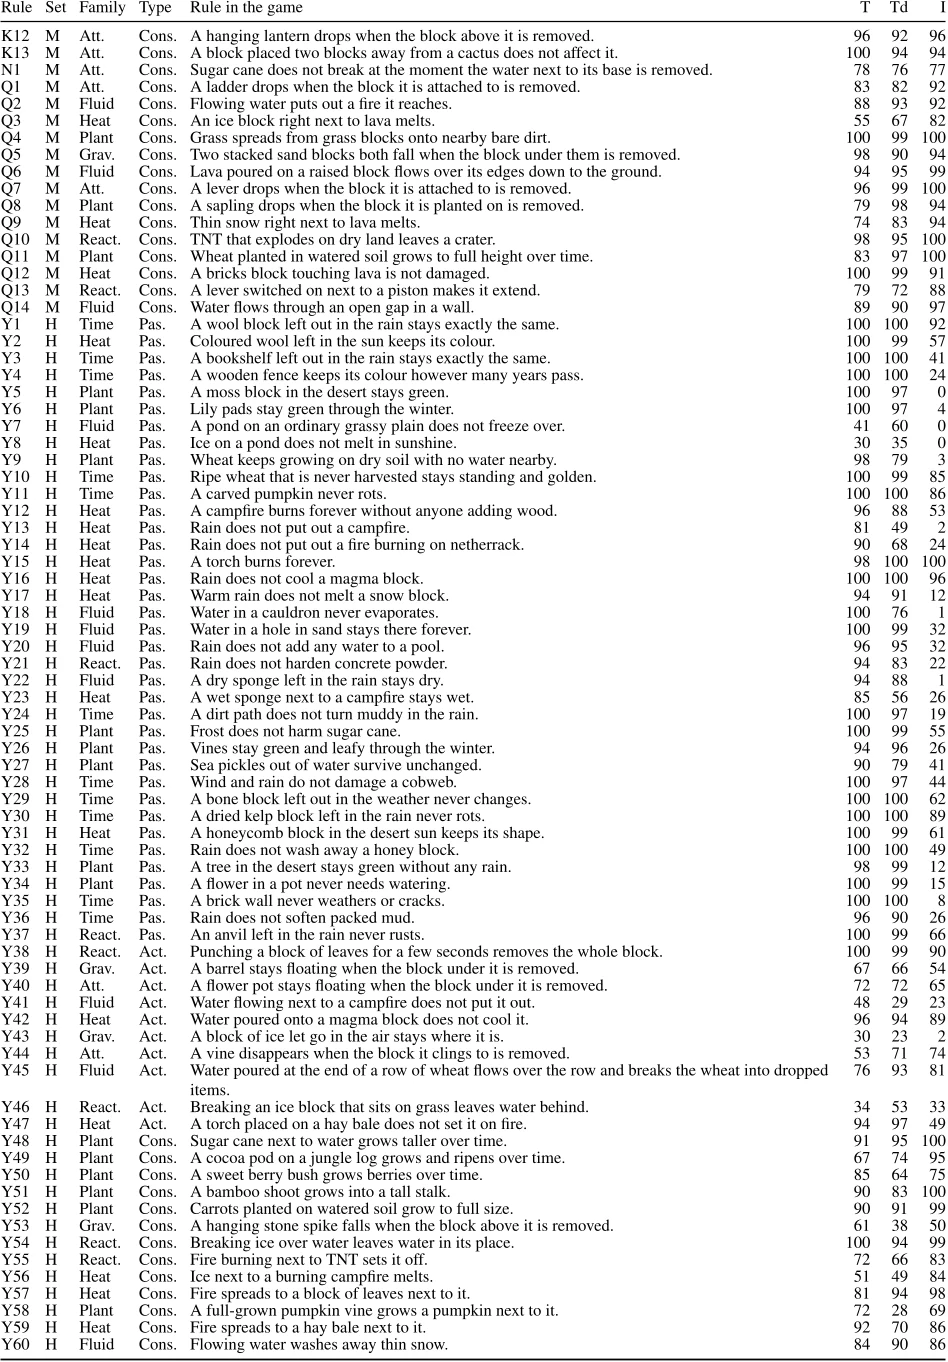 Rule Set Family Type Rule in the game T Td I
K12 M Att. Cons. A hanging lantern drops when the block above it is removed. 96 92 96
K13 M Att. Cons. A block placed two blocks away from a cactus does not affect it. 100 94 94
N1 M Att. Cons. Sugar cane does not break at the moment the water next to its base is removed. 78 76 77
Q1 M Att. Cons. A ladder drops when the block it is attached to is removed. 83 82 92
Q2 M Fluid Cons. Flowing water puts out a fire it reaches. 88 93 92
Q3 M Heat Cons. An ice block right next to lava melts. 55 67 82
Q4 M Plant Cons. Grass spreads from grass blocks onto nearby bare dirt. 100 99 100
Q5 M Grav. Cons. Two stacked sand blocks both fall when the block under them is removed. 98 90 94
Q6 M Fluid Cons. Lava poured on a raised block flows over its edges down to the ground. 94 95 99
Q7 M Att. Cons. A lever drops when the block it is attached to is removed. 96 99 100
Q8 M Plant Cons. A sapling drops when the block it is planted on is removed. 79 98 94
Q9 M Heat Cons. Thin snow right next to lava melts. 74 83 94
Q10 M React. Cons. TNT that explodes on dry land leaves a crater. 98 95 100
Q11 M Plant Cons. Wheat planted in watered soil grows to full height over time. 83 97 100
Q12 M Heat Cons. A bricks block touching lava is not damaged. 100 99 91
Q13 M React. Cons. A lever switched on next to a piston makes it extend. 79 72 88
Q14 M Fluid Cons. Water flows through an open gap in a wall. 89 90 97
Y1 H Time Pas. A wool block left out in the rain stays exactly the same. 100 100 92
Y2 H Heat Pas. Coloured wool left in the sun keeps its colour. 100 99 57
Y3 H Time Pas. A bookshelf left out in the rain stays exactly the same. 100 100 41
Y4 H Time Pas. A wooden fence keeps its colour however many years pass. 100 100 24
Y5 H Plant Pas. A moss block in the desert stays green. 100 97 0
Y6 H Plant Pas. Lily pads stay green through the winter. 100 97 4
Y7 H Fluid Pas. A pond on an ordinary grassy plain does not freeze over. 41 60 0
Y8 H Heat Pas. Ice on a pond does not melt in sunshine. 30 35 0
Y9 H Plant Pas. Wheat keeps growing on dry soil with no water nearby. 98 79 3
Y10 H Time Pas. Ripe wheat that is never harvested stays standing and golden. 100 99 85
Y11 H Time Pas. A carved pumpkin never rots. 100 100 86
Y12 H Heat Pas. A campfire burns forever without anyone adding wood. 96 88 53
Y13 H Heat Pas. Rain does not put out a campfire. 81 49 2
Y14 H Heat Pas. Rain does not put out a fire burning on netherrack. 90 68 24
Y15 H Heat Pas. A torch burns forever. 98 100 100
Y16 H Heat Pas. Rain does not cool a magma block. 100 100 96
Y17 H Heat Pas. Warm rain does not melt a snow block. 94 91 12
Y18 H Fluid Pas. Water in a cauldron never evaporates. 100 76 1
Y19 H Fluid Pas. Water in a hole in sand stays there forever. 100 99 32
Y20 H Fluid Pas. Rain does not add any water to a pool. 96 95 32
Y21 H React. Pas. Rain does not harden concrete powder. 94 83 22
Y22 H Fluid Pas. A dry sponge left in the rain stays dry. 94 88 1
Y23 H Heat Pas. A wet sponge next to a campfire stays wet. 85 56 26
Y24 H Time Pas. A dirt path does not turn muddy in the rain. 100 97 19
Y25 H Plant Pas. Frost does not harm sugar cane. 100 99 55
Y26 H Plant Pas. Vines stay green and leafy through the winter. 94 96 26
Y27 H Plant Pas. Sea pickles out of water survive unchanged. 90 79 41
Y28 H Time Pas. Wind and rain do not damage a cobweb. 100 97 44
Y29 H Time Pas. A bone block left out in the weather never changes. 100 100 62
Y30 H Time Pas. A dried kelp block left in the rain never rots. 100 100 89
Y31 H Heat Pas. A honeycomb block in the desert sun keeps its shape. 100 99 61
Y32 H Time Pas. Rain does not wash away a honey block. 100 100 49
Y33 H Plant Pas. A tree in the desert stays green without any rain. 98 99 12
Y34 H Plant Pas. A flower in a pot never needs watering. 100 99 15
Y35 H Time Pas. A brick wall never weathers or cracks. 100 100 8
Y36 H Time Pas. Rain does not soften packed mud. 96 90 26
Y37 H React. Pas. An anvil left in the rain never rusts. 100 99 66
Y38 H React. Act. Punching a block of leaves for a few seconds removes the whole block. 100 99 90
Y39 H Grav. Act. A barrel stays floating when the block under it is removed. 67 66 54
Y40 H Att. Act. A flower pot stays floating when the block under it is removed. 72 72 65
Y41 H Fluid Act. Water flowing next to a campfire does not put it out. 48 29 23
Y42 H Heat Act. Water poured onto a magma block does not cool it. 96 94 89
Y43 H Grav. Act. A block of ice let go in the air stays where it is. 30 23 2
Y44 H Att. Act. A vine disappears when the block it clings to is removed. 53 71 74
Y45 H Fluid Act. Water poured at the end of a row of wheat flows over the row and breaks the wheat into dropped 76 93 81
items.
Y46 H React. Act. Breaking an ice block that sits on grass leaves water behind. 34 53 33
Y47 H Heat Act. A torch placed on a hay bale does not set it on fire. 94 97 49
Y48 H Plant Cons. Sugar cane next to water grows taller over time. 91 95 100
Y49 H Plant Cons. A cocoa pod on a jungle log grows and ripens over time. 67 74 95
Y50 H Plant Cons. A sweet berry bush grows berries over time. 85 64 75
Y51 H Plant Cons. A bamboo shoot grows into a tall stalk. 90 83 100
Y52 H Plant Cons. Carrots planted on watered soil grow to full size. 90 91 99
Y53 H Grav. Cons. A hanging stone spike falls when the block above it is removed. 61 38 50
Y54 H React. Cons. Breaking ice over water leaves water in its place. 100 94 99
Y55 H React. Cons. Fire burning next to TNT sets it off. 72 66 83
Y56 H Heat Cons. Ice next to a burning campfire melts. 51 49 84
Y57 H Heat Cons. Fire spreads to a block of leaves next to it. 81 94 98
Y58 H Plant Cons. A full-grown pumpkin vine grows a pumpkin next to it. 72 28 69
Y59 H Heat Cons. Fire spreads to a hay bale next to it. 92 70 86
Y60 H Fluid Cons. Flowing water washes away thin snow. 84 90 86